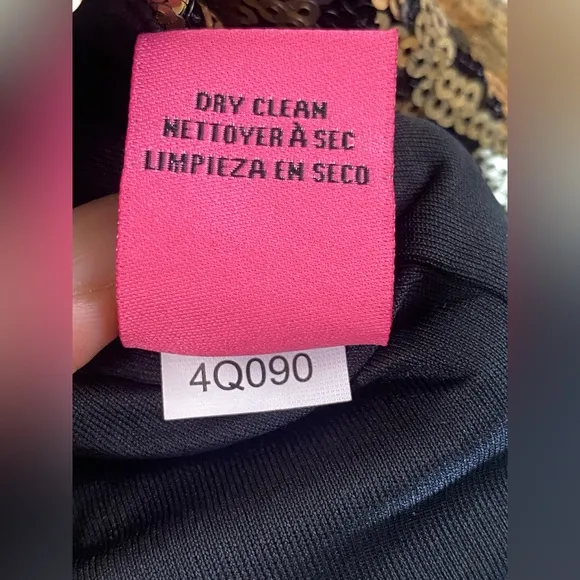 DRY CLEAN
NETTOYER À SEC
LIMPIEZA EN SECO
4Q090